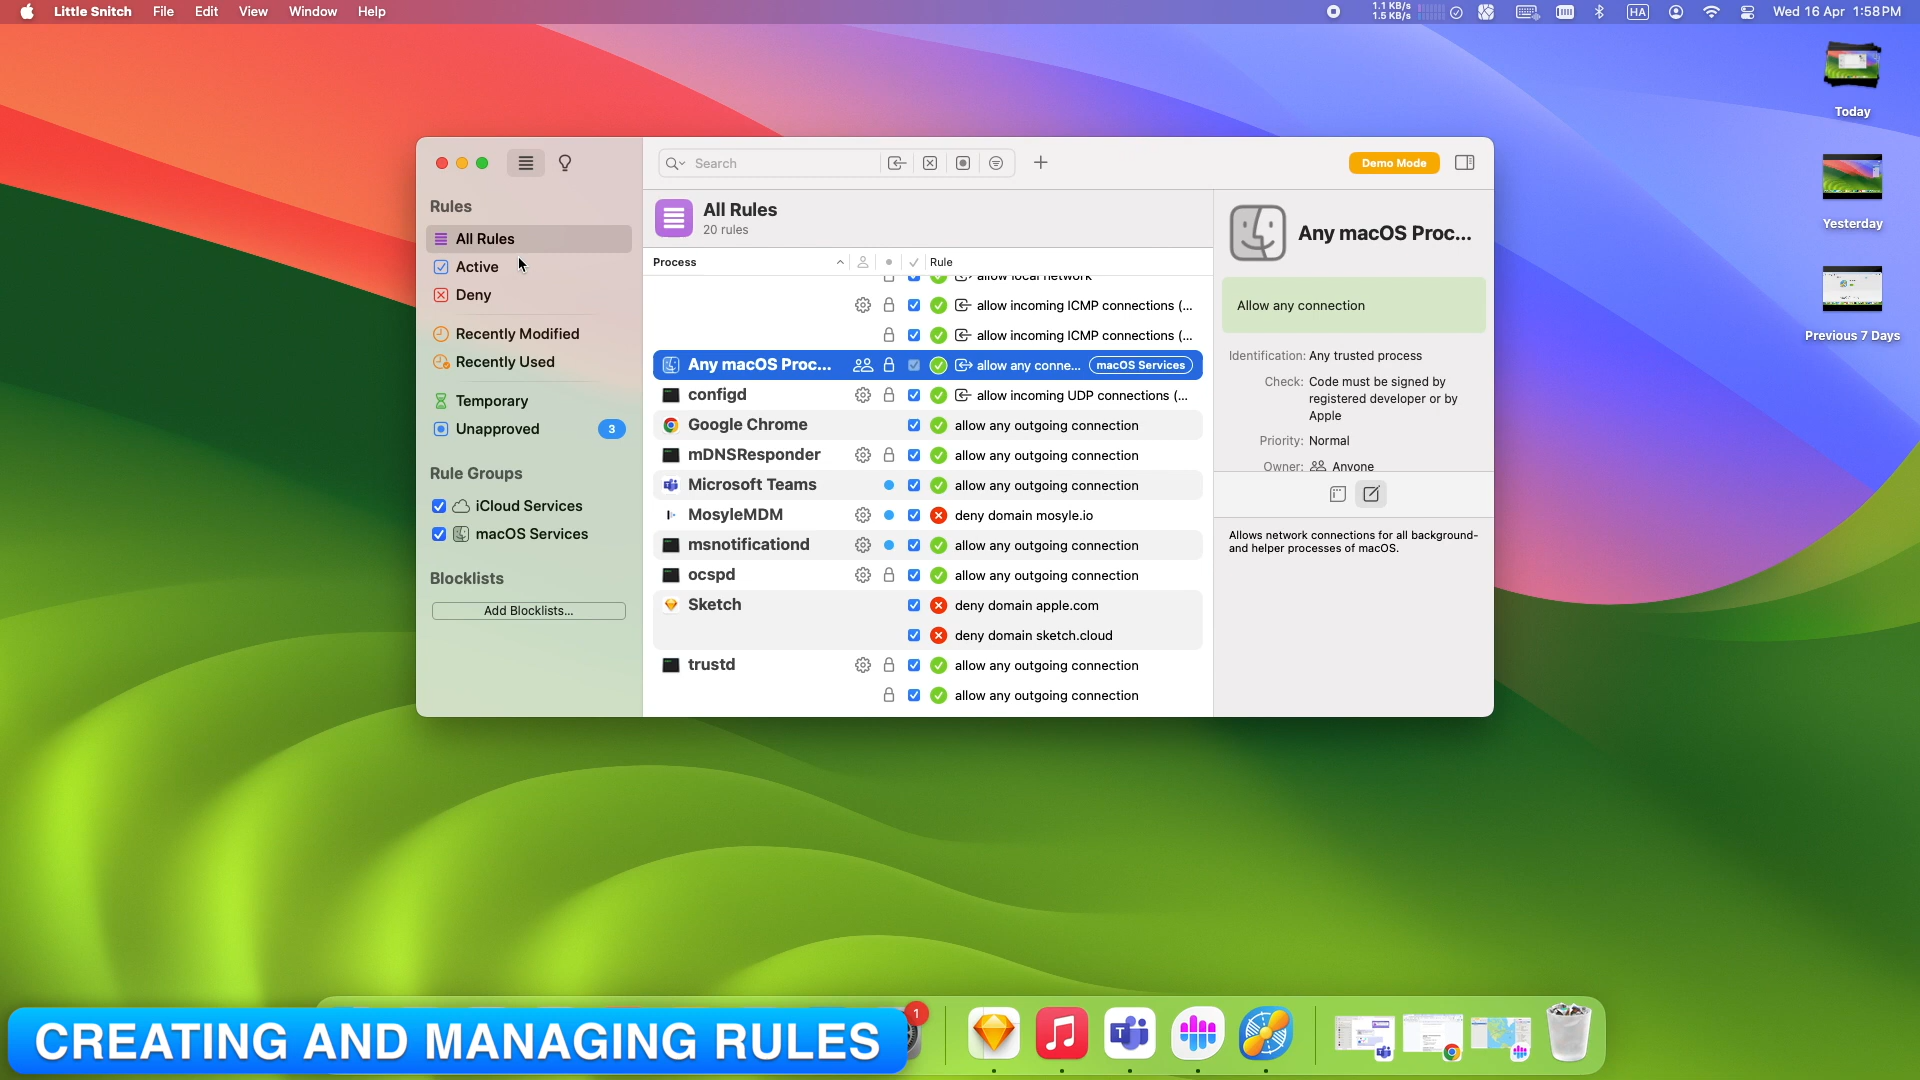 Little Snitch File Edit View Window Help
1.1 KB/s
1.5 KB/s
HA
Wed 16 Apr 1:58 PM
Today
Yesterday
Previous 7 Days
Search
Demo Mode
Rules
All Rules
Active
Deny
Recently Modified
Recently Used
Temporary
Unapproved 3
Rule Groups
iCloud Services
macOS Services
Blocklists
Add Blocklists...
All Rules
20 rules
Process Rule
allow local network
allow incoming ICMP connections (...
allow incoming ICMP connections (...
Any macOS Proc... allow any conne... macOS Services
configd allow incoming UDP connections (...
Google Chrome allow any outgoing connection
mDNSResponder allow any outgoing connection
Microsoft Teams allow any outgoing connection
MosyleMDM deny domain mosyle.io
msnotificationd allow any outgoing connection
ocspd allow any outgoing connection
Sketch deny domain apple.com
deny domain sketch.cloud
trustd allow any outgoing connection
allow any outgoing connection
Any macOS Proc...
Allow any connection
Identification: Any trusted process
Check: Code must be signed by
registered developer or by
Apple
Priority: Normal
Owner: Anyone
Allows network connections for all background-
and helper processes of macOS.
1
CREATING AND MANAGING RULES